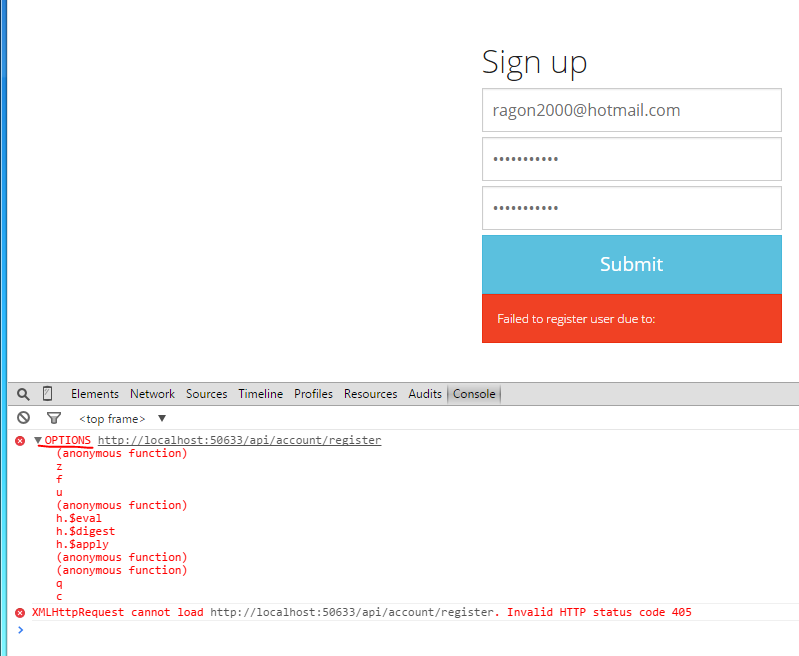 Sign up
ragon2000@hotmail.com
•••••••••••
•••••••••••
Submit
Failed to register user due to:
Elements Network Sources Timeline Profiles Resources Audits Console
<top frame> ▼
▼OPTIONS http://localhost:50633/api/account/register
(anonymous function)
z
f
u
(anonymous function)
h.$eval
h.$digest
h.$apply
(anonymous function)
(anonymous function)
q
c
XMLHttpRequest cannot load http://localhost:50633/api/account/register. Invalid HTTP status code 405
>